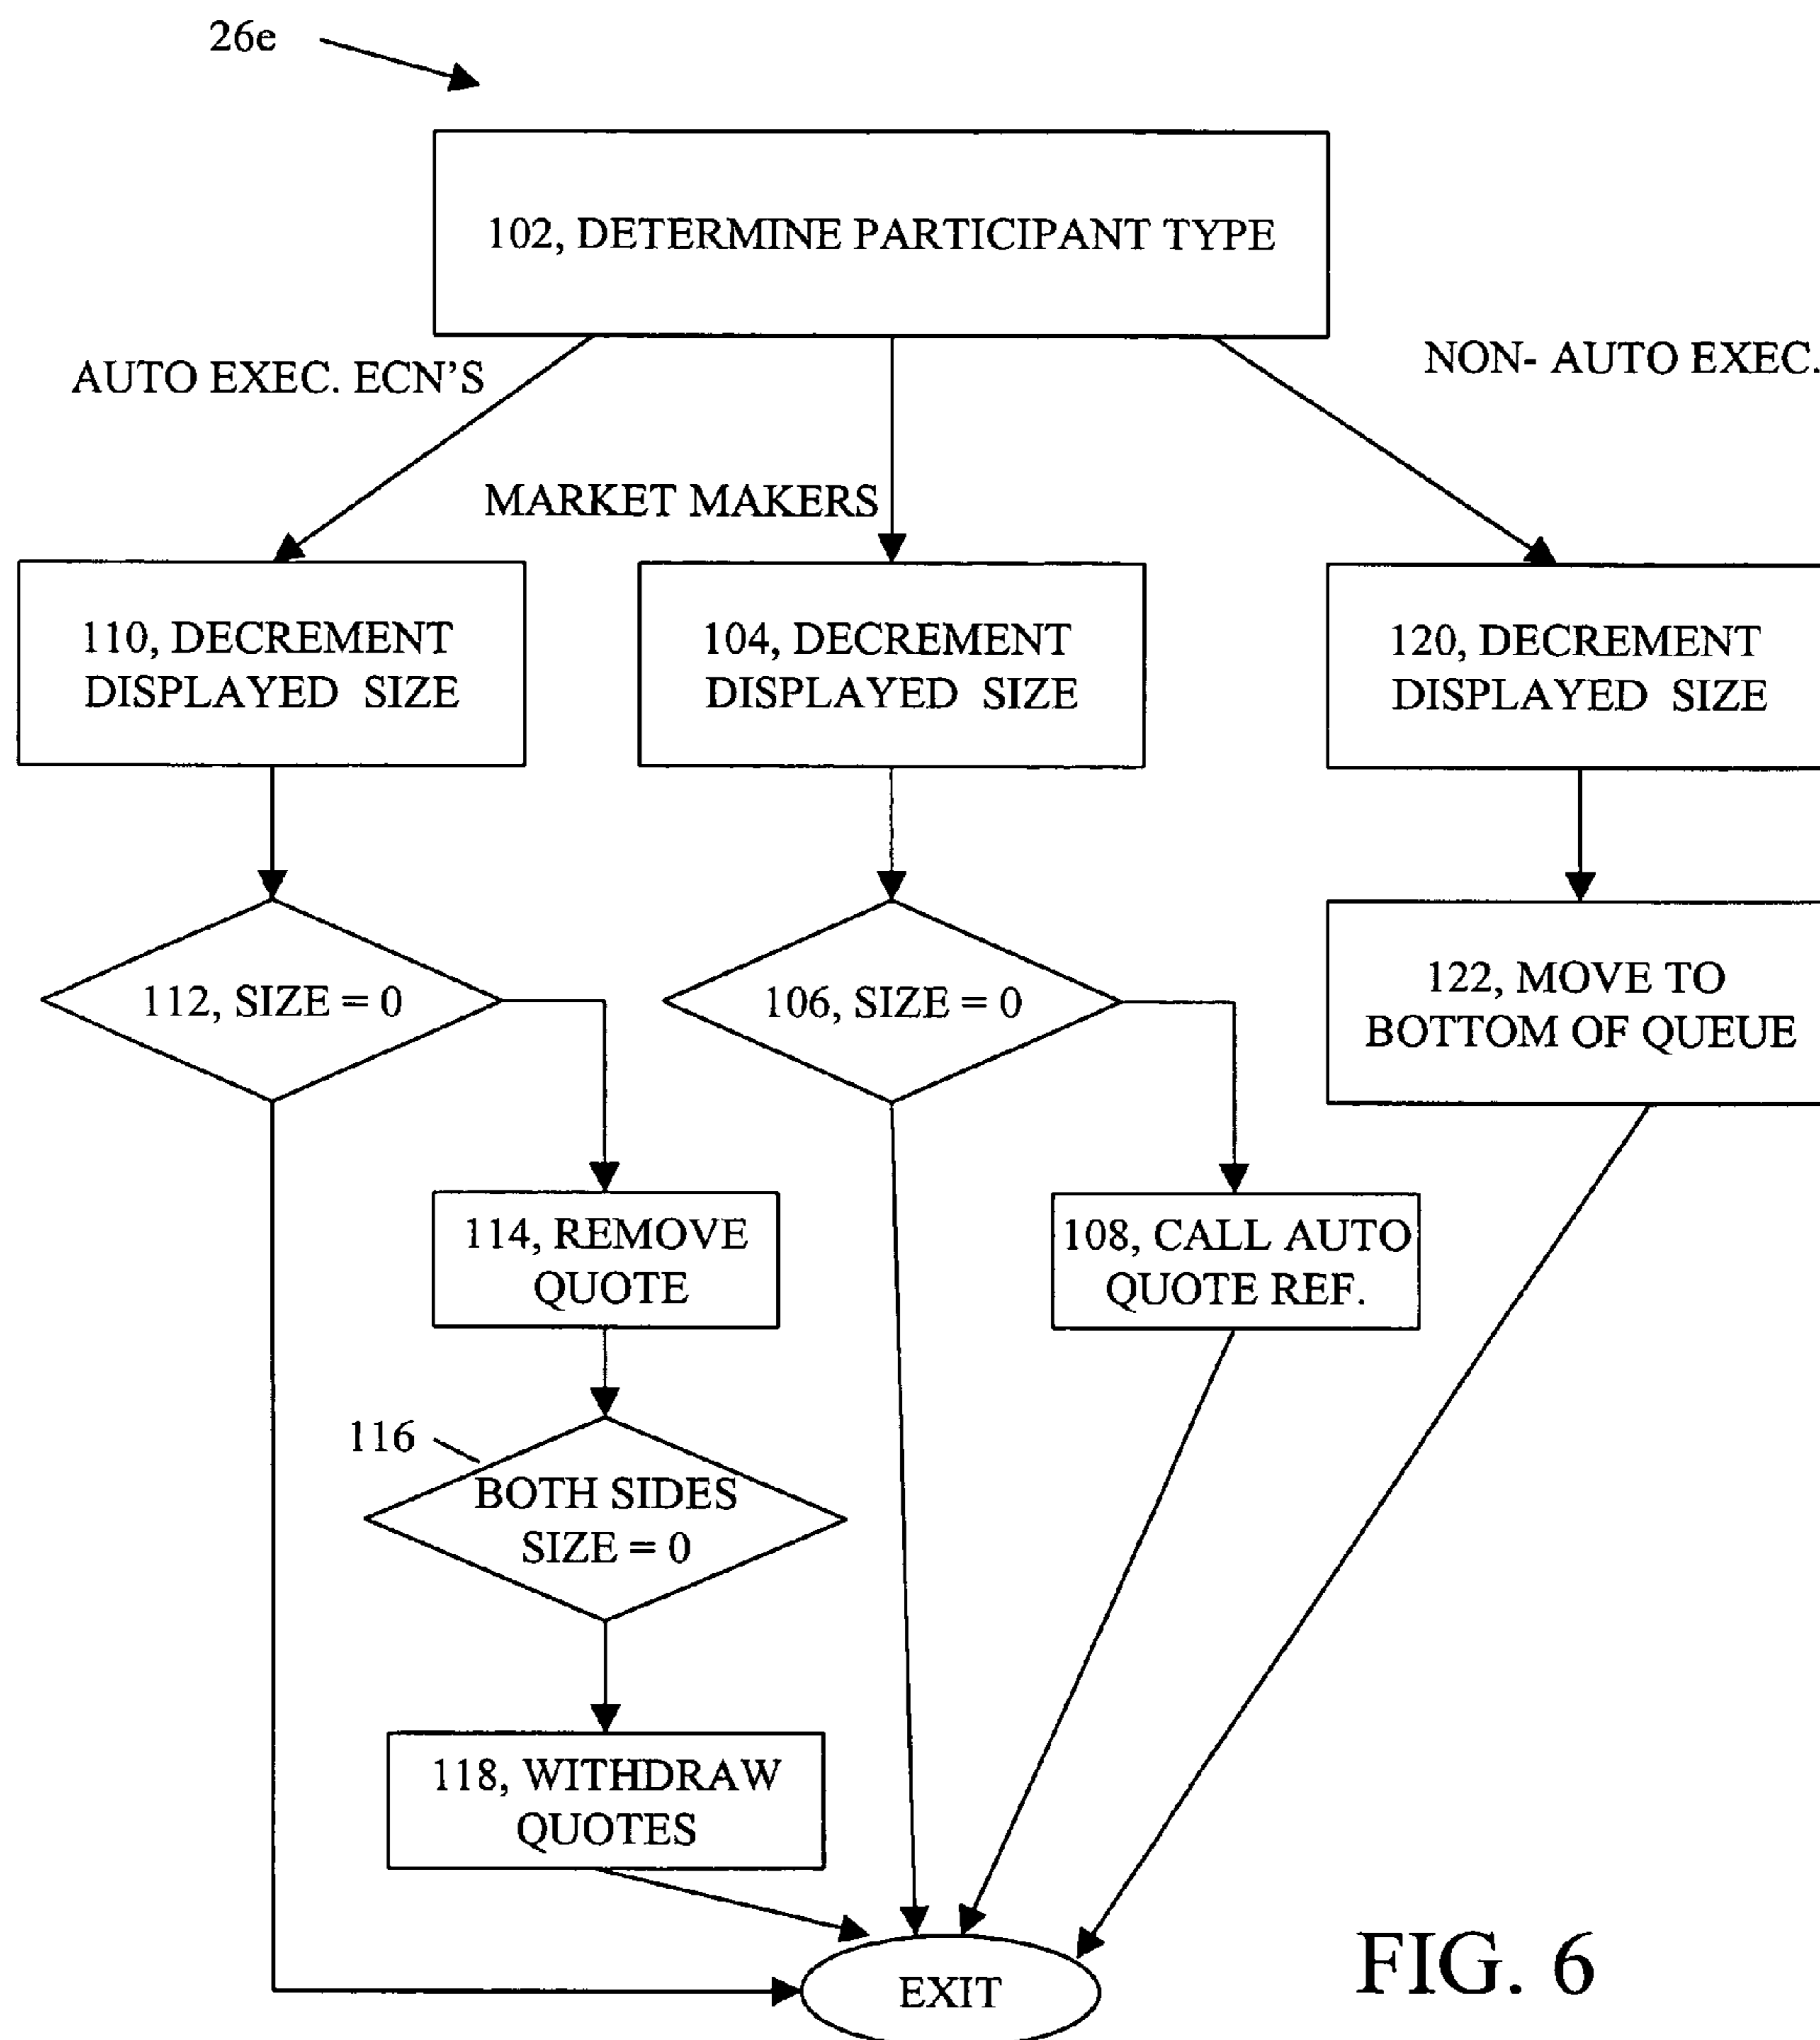 26e
102, DETERMINE PARTICIPANT TYPE
AUTO EXEC. ECN'S
NON- AUTO EXEC.
MARKET MAKERS
110, DECREMENT
DISPLAYED SIZE
104, DECREMENT
DISPLAYED SIZE
120, DECREMENT
DISPLAYED SIZE
112, SIZE = 0
106, SIZE = 0
122, MOVE TO
BOTTOM OF QUEUE
114, REMOVE
QUOTE
108, CALL AUTO
QUOTE REF.
116
BOTH SIDES
SIZE = 0
118, WITHDRAW
QUOTES
EXIT
FIG. 6